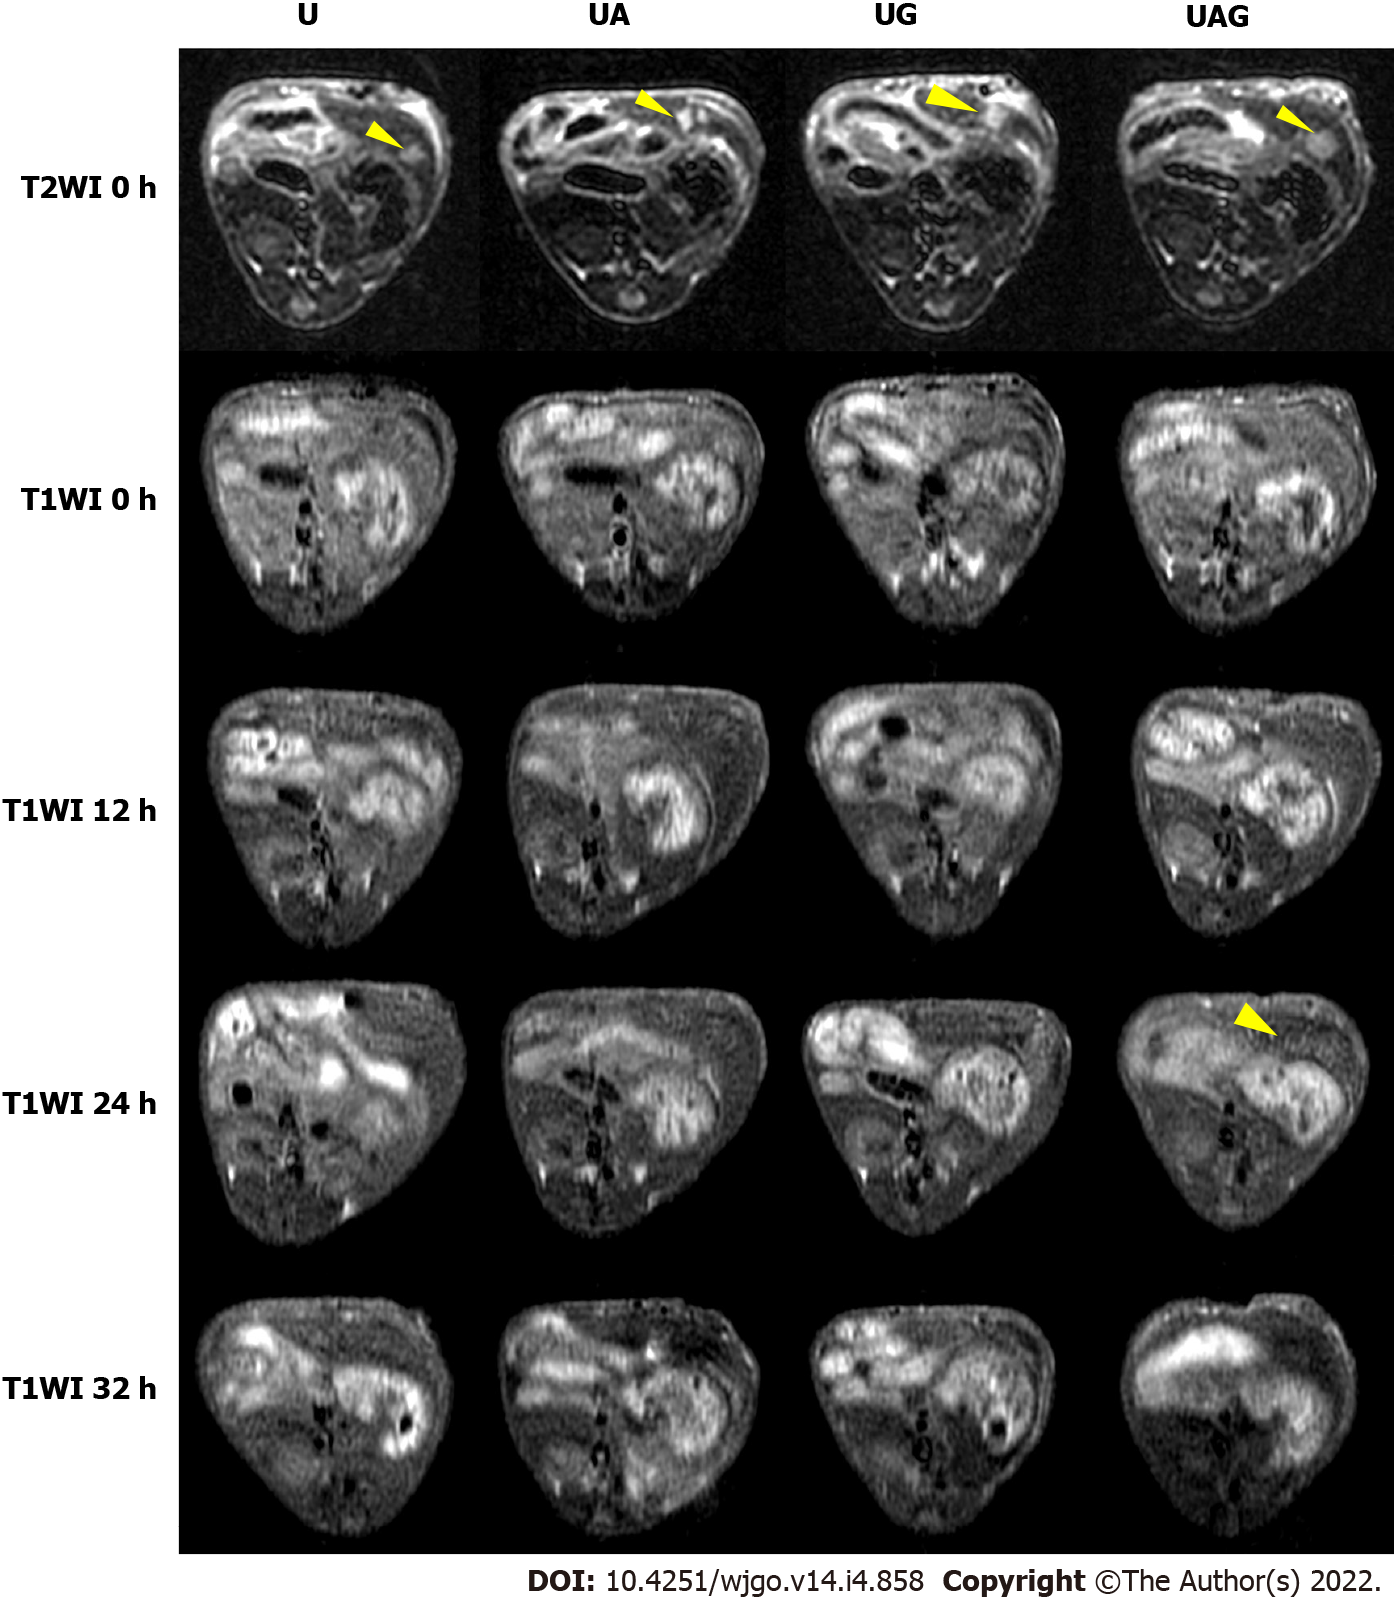 U UA UG UAG
T2WI 0 h
T1WI 0 h
T1WI 12 h
T1WI 24 h
T1WI 32 h
DOI: 10.4251/wjgo.v14.i4.858 Copyright ©The Author(s) 2022.